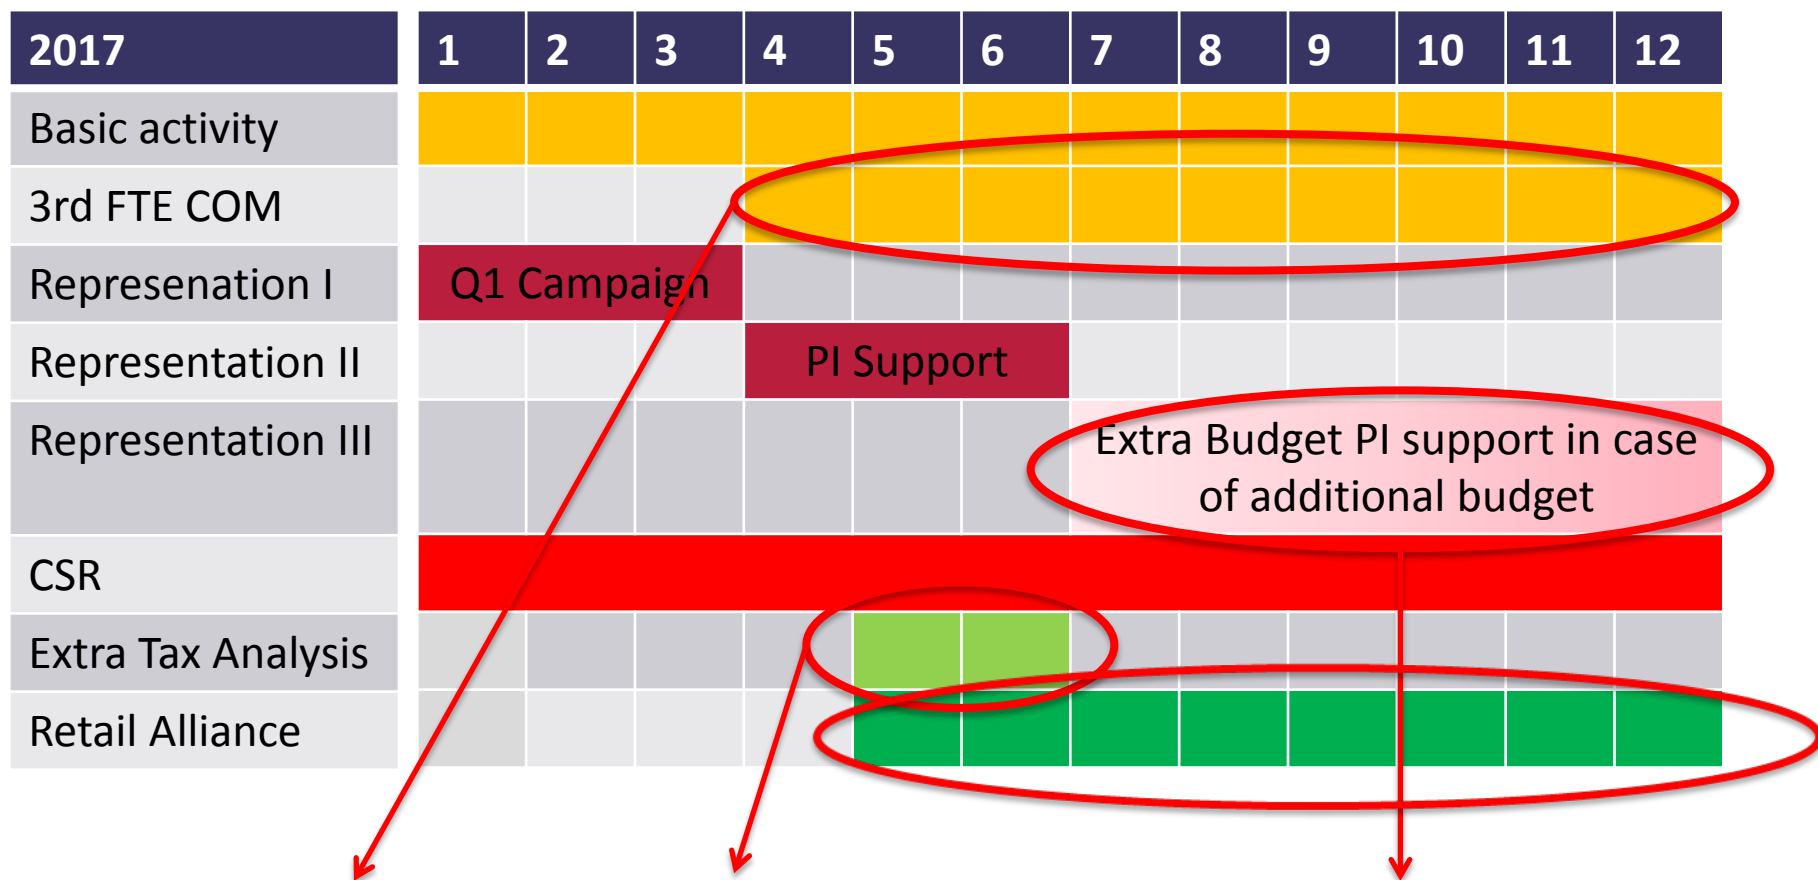 2017 1 2 3 4 5 6 7 8 9 10 11 12
Basic activity
3rd FTE COM
Represenation I Q1 Campaign
Representation II PI Support
Representation III Extra Budget PI support in case
of additional budget
CSR
Extra Tax Analysis
Retail Alliance